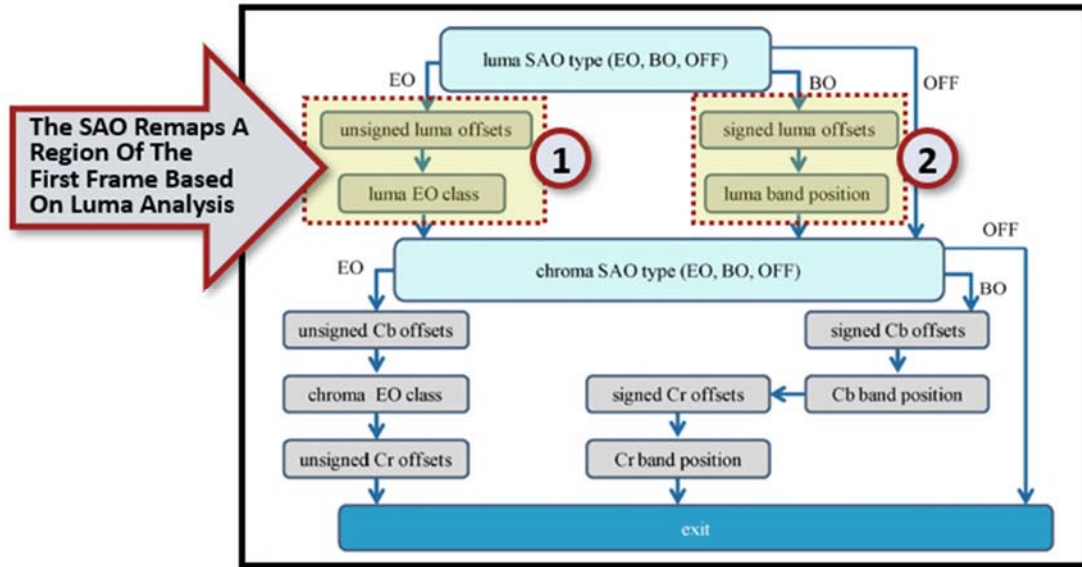 The SAO Remaps A
Region Of The
First Frame Based
On Luma Analysis
luma SAO type (EO, BO, OFF)
EO
BO
OFF
unsigned luma offsets
1
signed luma offsets
2
luma EO class
luma band position
OFF
chroma SAO type (EO, BO, OFF)
EO
BO
unsigned Cb offsets
signed Cb offsets
chroma EO class
signed Cr offsets
Cb band position
unsigned Cr offsets
Cr band position
exit